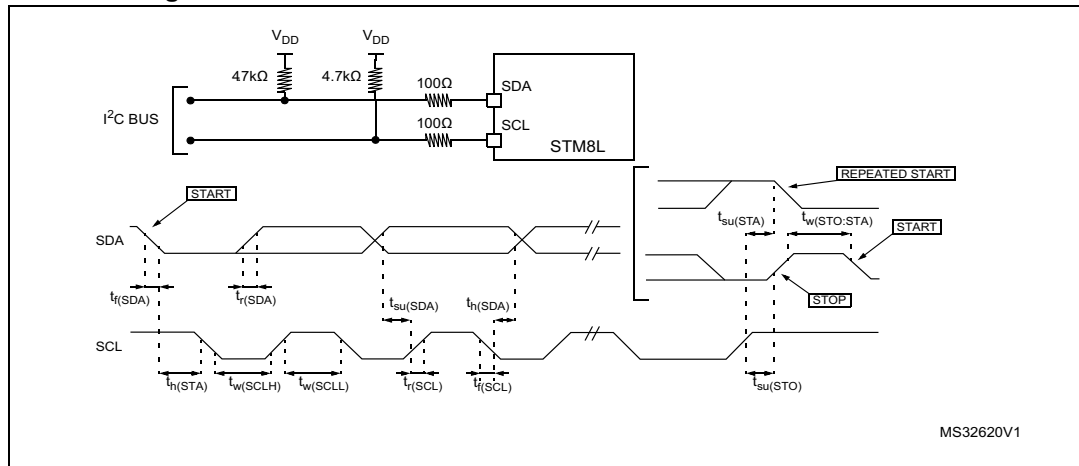 VDD VDD
47kΩ 4.7kΩ
100Ω
SDA
I²C BUS
100Ω
SCL
STM8L
REPEATED START
START
tsu(STA) tw(STO:STA)
START
SDA
STOP
tf(SDA) tr(SDA) tsu(SDA) th(SDA)
SCL
th(STA) tw(SCLH) tw(SCLL) tr(SCL) tf(SCL) tsu(STO)
MS32620V1